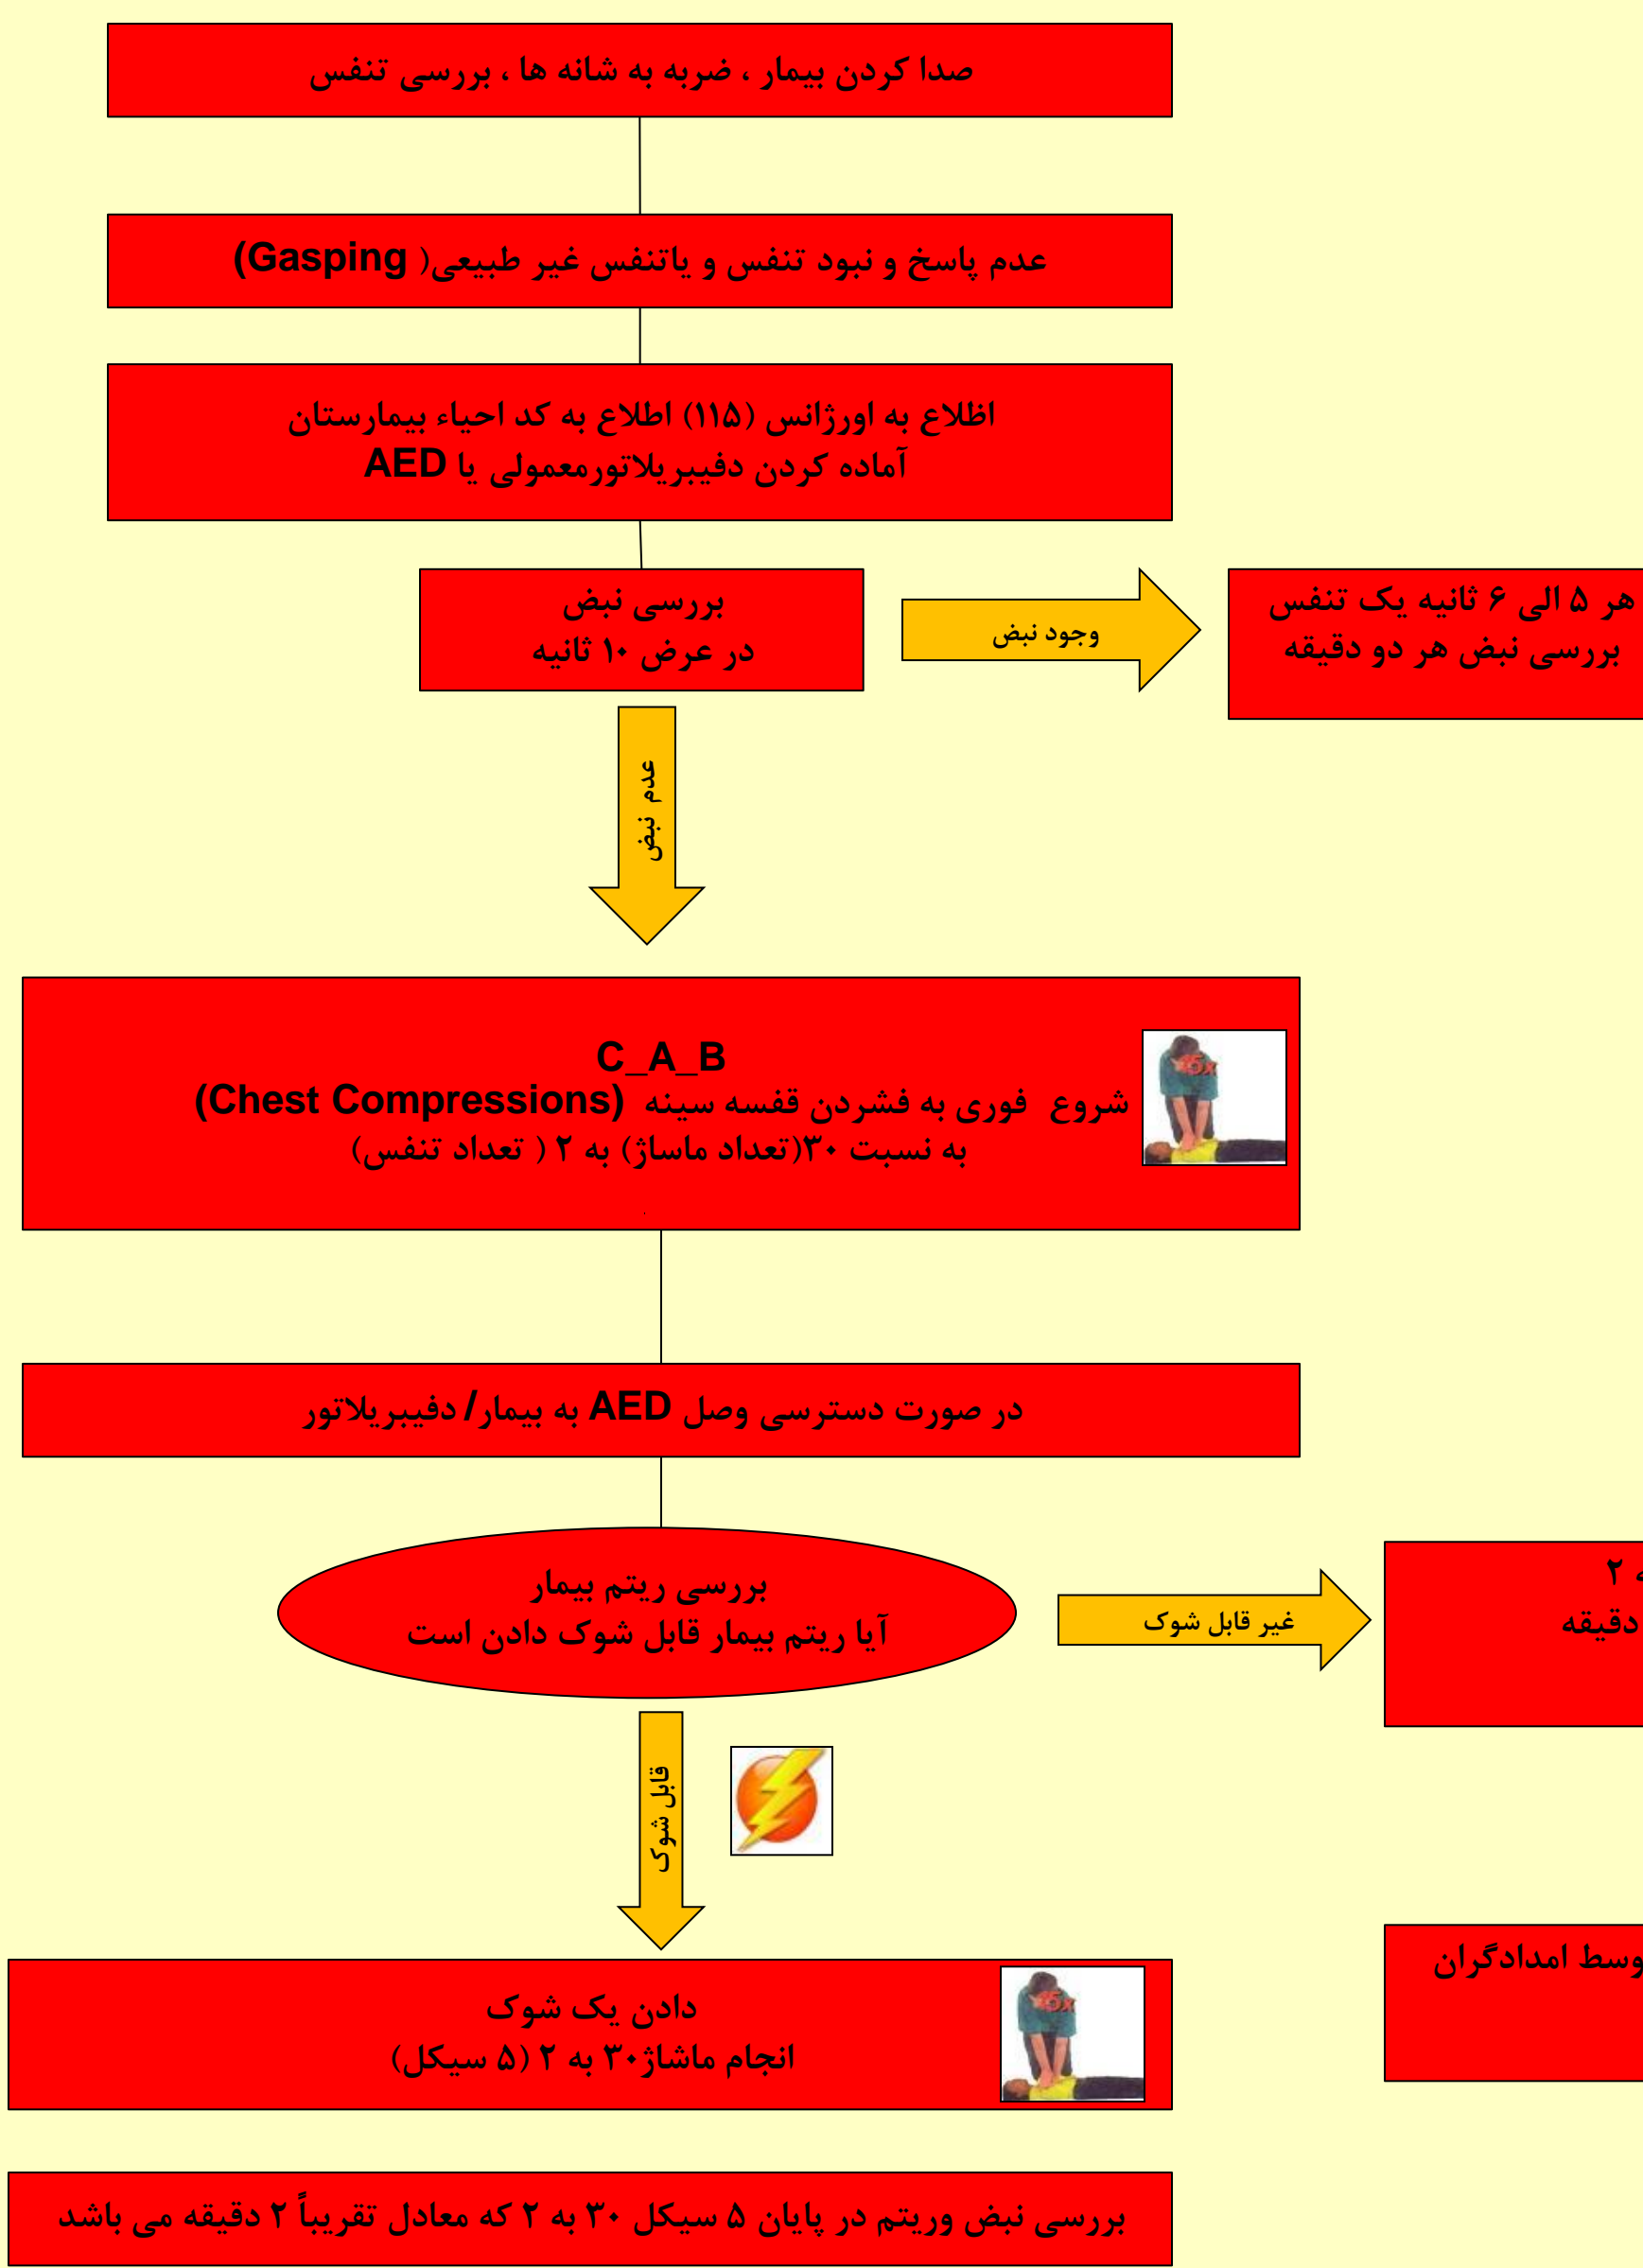 صدا کردن بیمار ، ضربه به شانه ها ، بررسی تنفس
عدم پاسخ و نبود تنفس و یاتنفس غیر طبیعی( Gasping)
اظلاع به اورژانس (۱۱۵) اطلاع به کد احیاء بیمارستان
آماده کردن دفیبریلاتورمعمولی یا AED
بررسی نبض
در عرض ۱۰ ثانیه
وجود نبض
هر ۵ الی ۶ ثانیه یک تنفس
بررسی نبض هر دو دقیقه
عدم نبض
C_A_B
شروع فوری به فشردن قفسه سینه (Chest Compressions)
به نسبت ۳۰(تعداد ماساژ) به ۲ ( تعداد تنفس)
در صورت دسترسی وصل AED به بیمار/ دفیبریلاتور
بررسی ریتم بیمار
آیا ریتم بیمار قابل شوک دادن است
غیر قابل شوک
۲
دقیقه
قابل شوک
امدادگران
دادن یک شوک
انجام ماشاژ۳۰ به ۲ (۵ سیکل)
بررسی نبض وریتم در پایان ۵ سیکل ۳۰ به ۲ که معادل تقریباً ۲ دقیقه می باشد